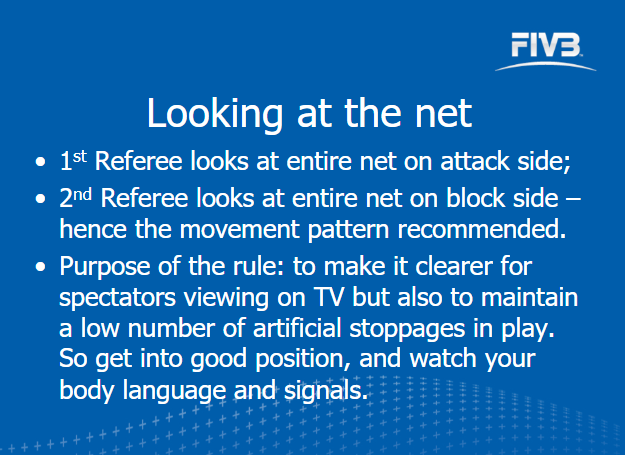 FIVB
Looking at the net
• 1st Referee looks at entire net on attack side;
• 2nd Referee looks at entire net on block side –
hence the movement pattern recommended.
• Purpose of the rule: to make it clearer for
spectators viewing on TV but also to maintain
a low number of artificial stoppages in play.
So get into good position, and watch your
body language and signals.